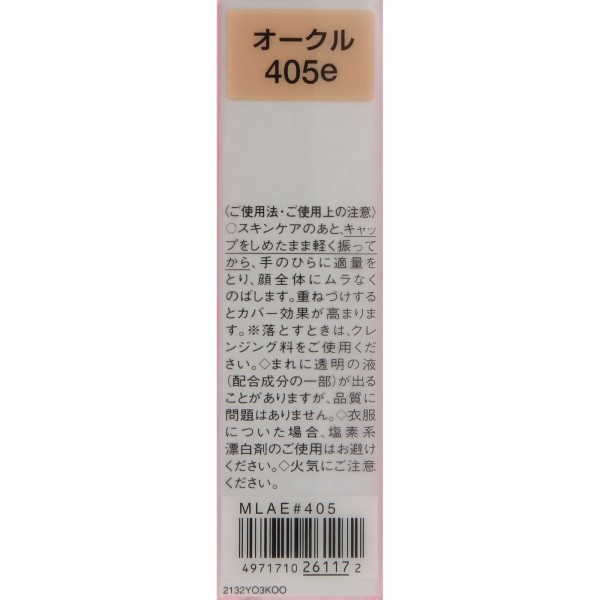 オークル
405e
〈ご使用法・ご使用上の注意〉
○スキンケアのあと、キャッ
プをしめたまま軽く振って
から、手のひらに適量を
とり、顔全体にムラなく
のばします。重ねづけする
とカバー効果が高まりま
す。※落とすときは、クレ
ンジング料をご使用くだ
さい。◇まれに透明の液
(配合成分の一部)が出る
ことがありますが、品質に
問題はありません。◇衣服
についた場合、塩素系
漂白剤のご使用はお避け
ください。◇火気にご注意
ください。
MLAE#405
4971710 26117 2
2132YO3KOO